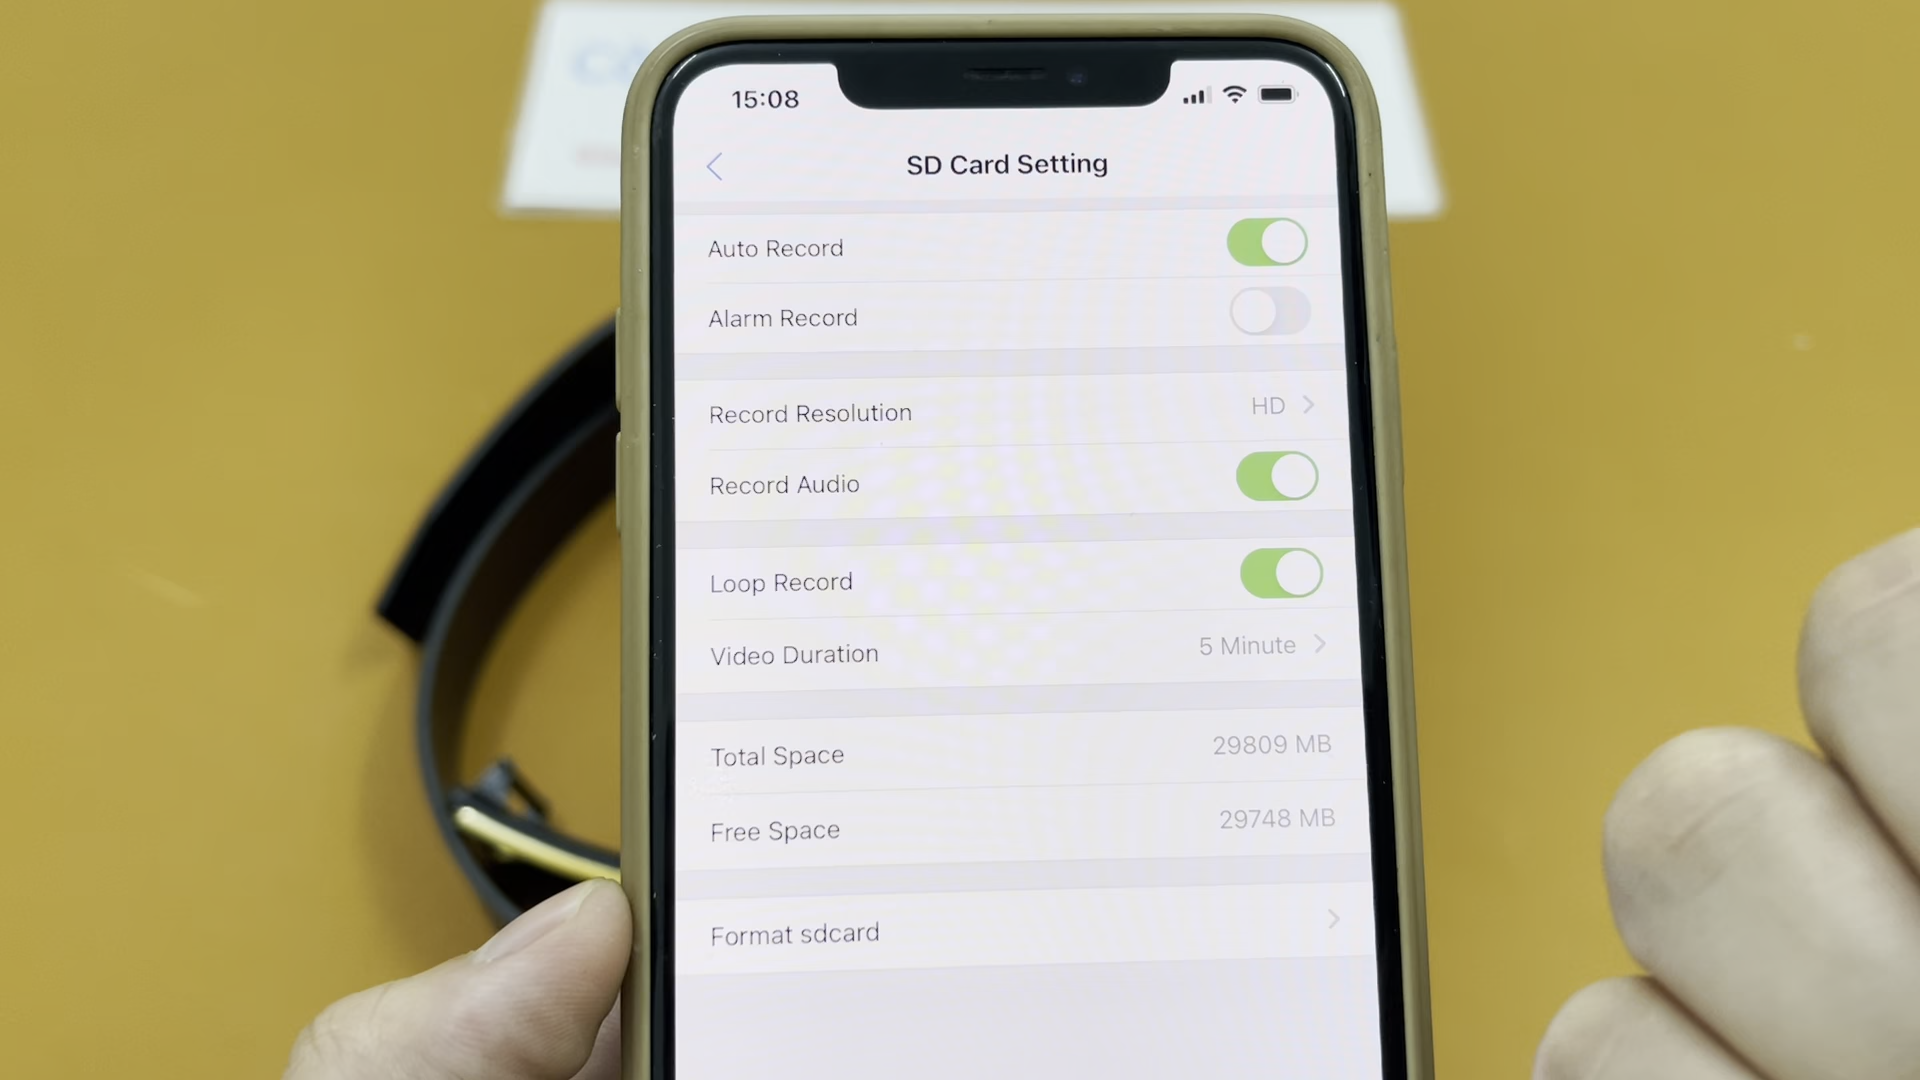 15:08
SD Card Setting
Auto Record
Alarm Record
Record Resolution HD
Record Audio
Loop Record
Video Duration 5 Minute
Total Space 29809 MB
Free Space 29748 MB
Format sdcard